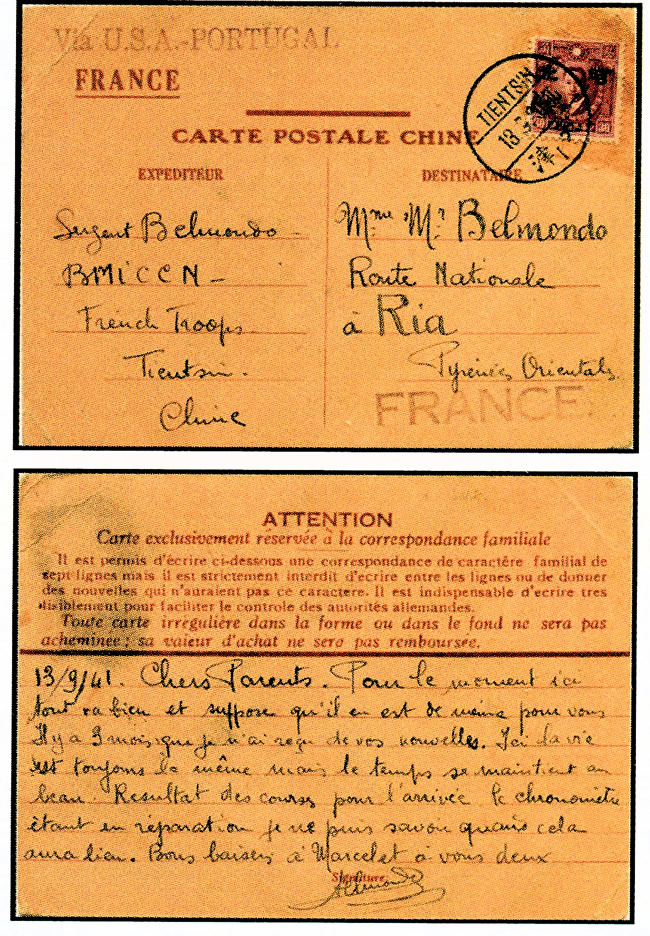 Via U.S.A.-PORTUGAL
FRANCE
TIENTSIN
13
津
CARTE POSTALE CHINE
EXPEDITEUR
DESTINATAIRE
Sergent Belmondo -
BMICCN -
French Troops
Tientsin.
Chine
Mme Mr Belmondo
Route Nationale
à Ria
Pyrénées Orientales
FRANCE.
ATTENTION
Carte exclusivement réservée à la correspondance familiale
Il est permis d'écrire ci-dessous une correspondance de caractère familial de
sept lignes mais il est strictement interdit d'ecrire entre les lignes ou de donner
des nouvelles qui n'auraient pas ce caractere. Il est indispensable d'ecrire tres
lisiblement pour faciliter le controle des autorités allemandes.
Toute carte irregulière dans la forme ou dans le fond ne sera pas
acheminée ; sa valeur d'achat ne sera pas remboursée.
13/9/41. Chers Parents. Pour le moment ici
tout va bien et suppose qu'il en est de même pour vous
Il y a 3 mois que je n'ai reçu de vos nouvelles. Ici la vie
est toujours la même mais le temps se maintient au
beau. Resultat des courses pour l'arrivée le chronomètre
étant en réparation je ne puis savoir quand cela
aura lieu. Bons baisers à Marcel et à vous deux
Signature